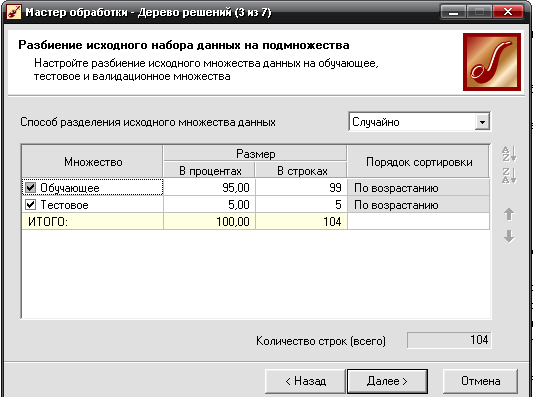 Мастер обработки - Дерево решений (3 из 7)
Разбиение исходного набора данных на подмножества
Настройте разбиение исходного множества данных на обучающее,
тестовое и валидационное множества
Способ разделения исходного множества данных Случайно
Множество Размер Порядок сортировки
В процентах В строках
Обучающее 95,00 99 По возрастанию
Тестовое 5,00 5 По возрастанию
ИТОГО: 100,00 104
Количество строк (всего) 104
< Назад Далее > Отмена